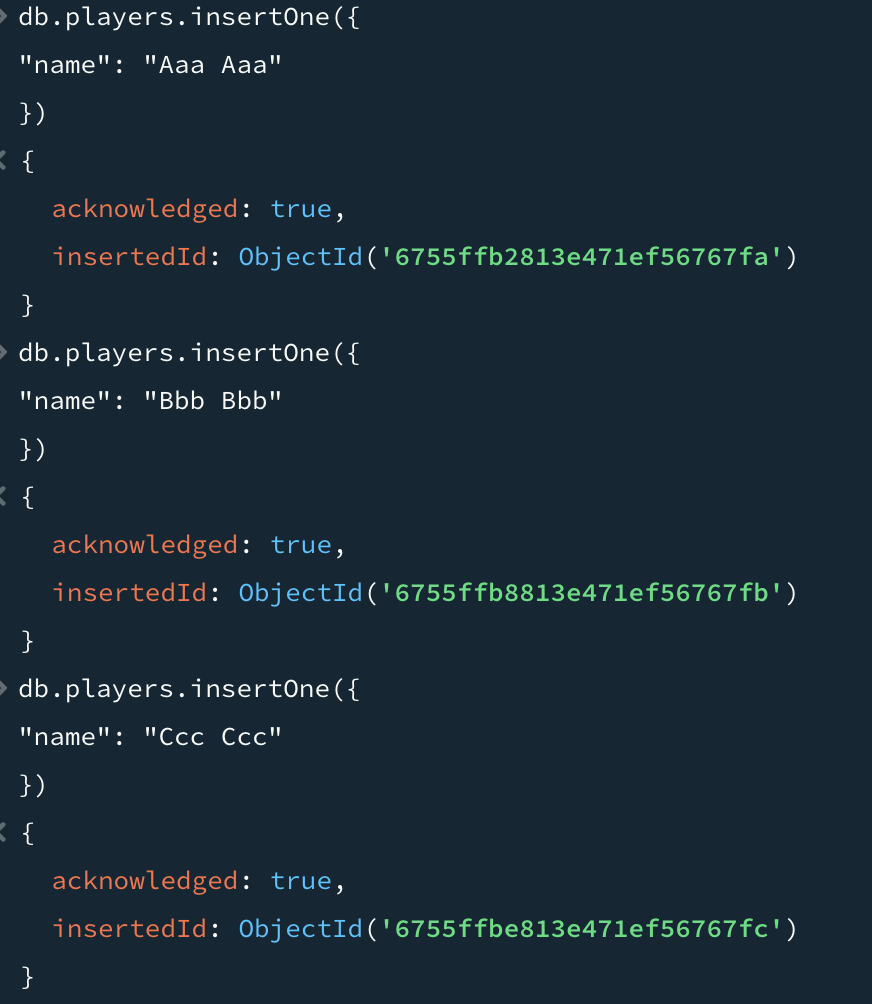 db.players.insertOne({
"name": "Aaa Aaa"
})
{
acknowledged: true,
insertedId: ObjectId('6755ffb2813e471ef56767fa')
}
db.players.insertOne({
"name": "Bbb Bbb"
})
{
acknowledged: true,
insertedId: ObjectId('6755ffb8813e471ef56767fb')
}
db.players.insertOne({
"name": "Ccc Ccc"
})
{
acknowledged: true,
insertedId: ObjectId('6755ffbe813e471ef56767fc')
}